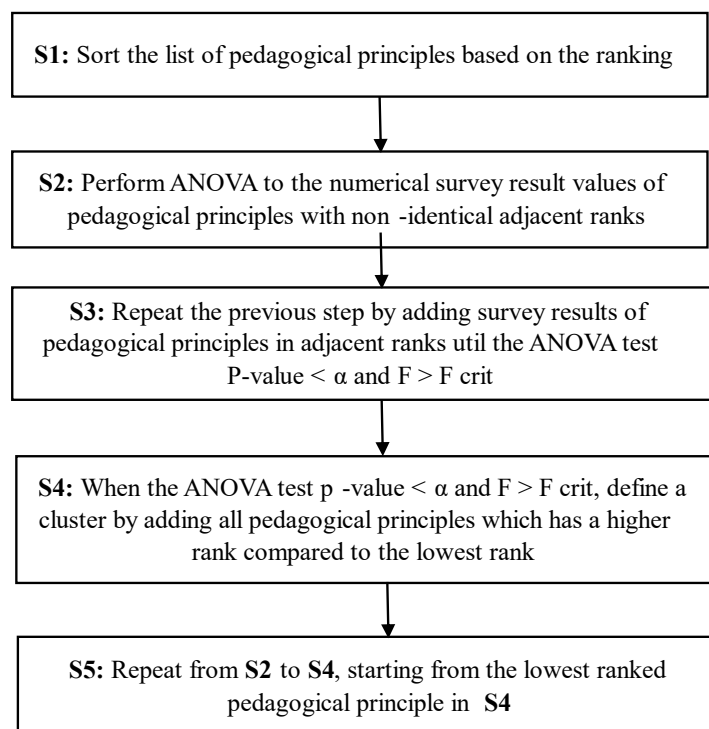 S1: Sort the list of pedagogical principles based on the ranking
S2: Perform ANOVA to the numerical survey result values of
pedagogical principles with non -identical adjacent ranks
S3: Repeat the previous step by adding survey results of
pedagogical principles in adjacent ranks util the ANOVA test
P-value < α and F > F crit
S4: When the ANOVA test p -value < α and F > F crit, define a
cluster by adding all pedagogical principles which has a higher
rank compared to the lowest rank
S5: Repeat from S2 to S4, starting from the lowest ranked
pedagogical principle in S4